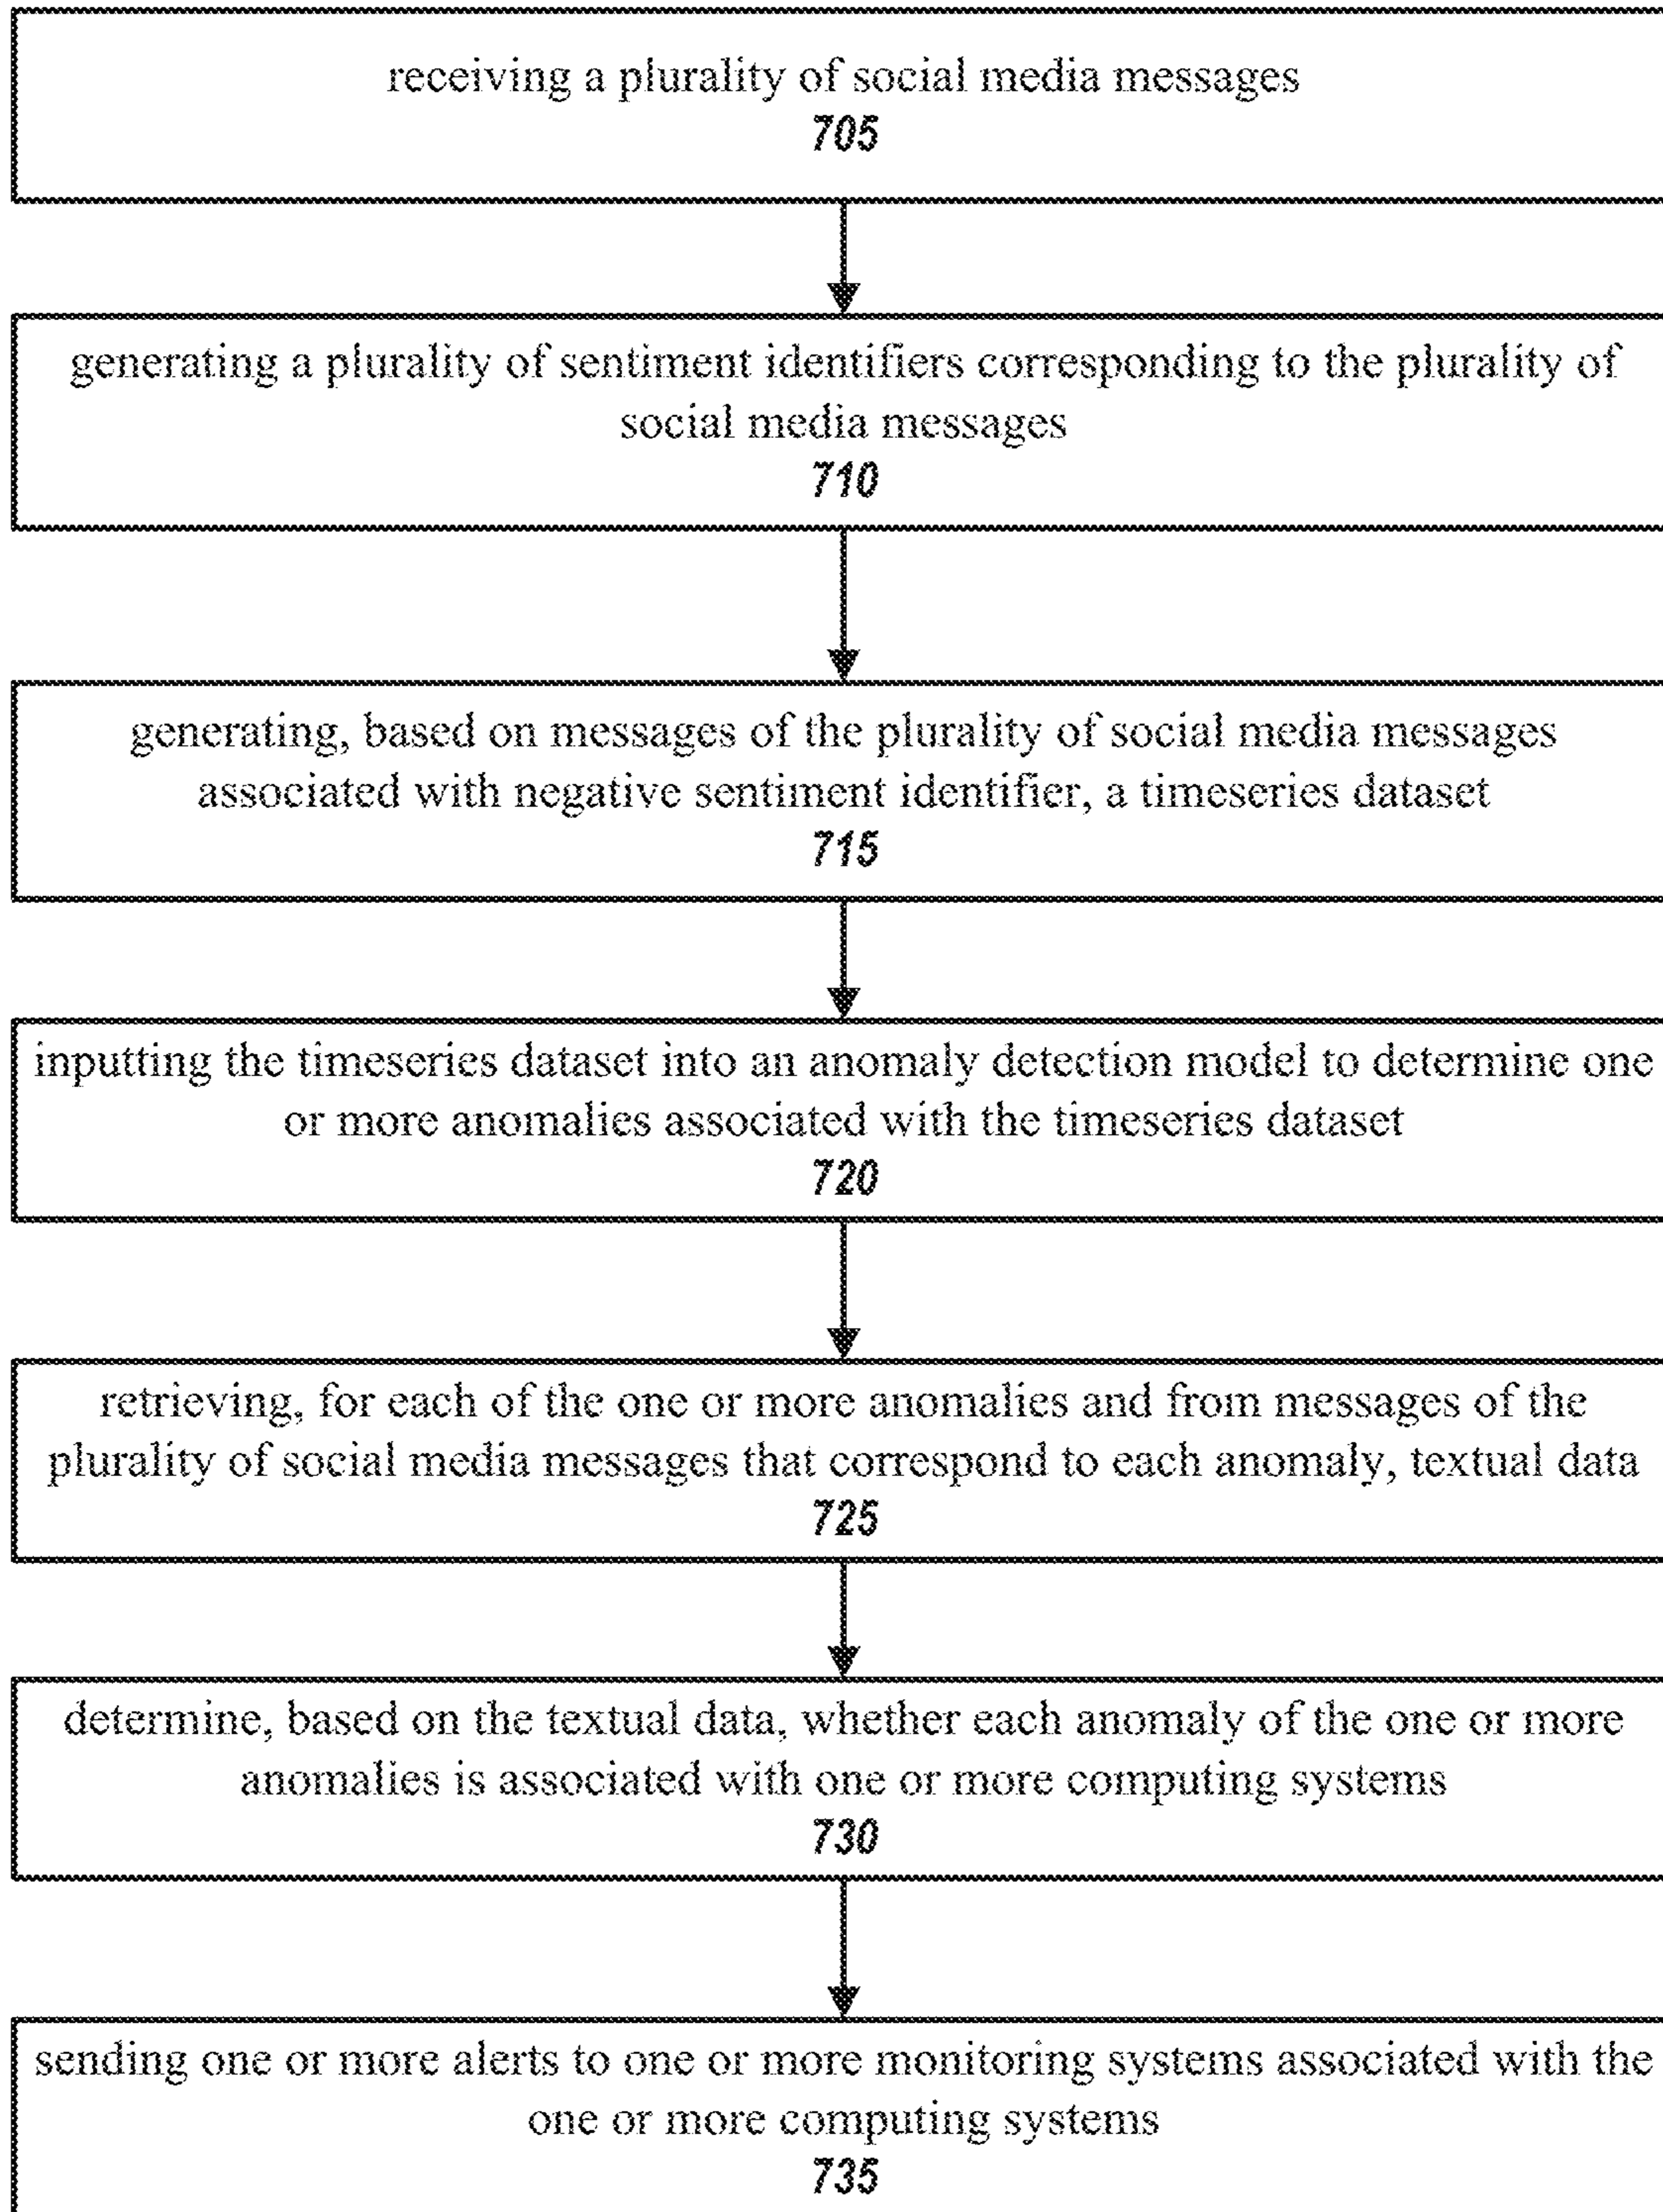 receiving a plurality of social media messages
705
generating a plurality of sentiment identifiers corresponding to the plurality of
social media messages
710
generating, based on messages of the plurality of social media messages
associated with negative sentiment identifier, a timeseries dataset
715
inputting the timeseries dataset into an anomaly detection model to determine one
or more anomalies associated with the timeseries dataset
720
retrieving, for each of the one or more anomalies and from messages of the
plurality of social media messages that correspond to each anomaly, textual data
725
determine, based on the textual data, whether each anomaly of the one or more
anomalies is associated with one or more computing systems
730
sending one or more alerts to one or more monitoring systems associated with the
one or more computing systems
735